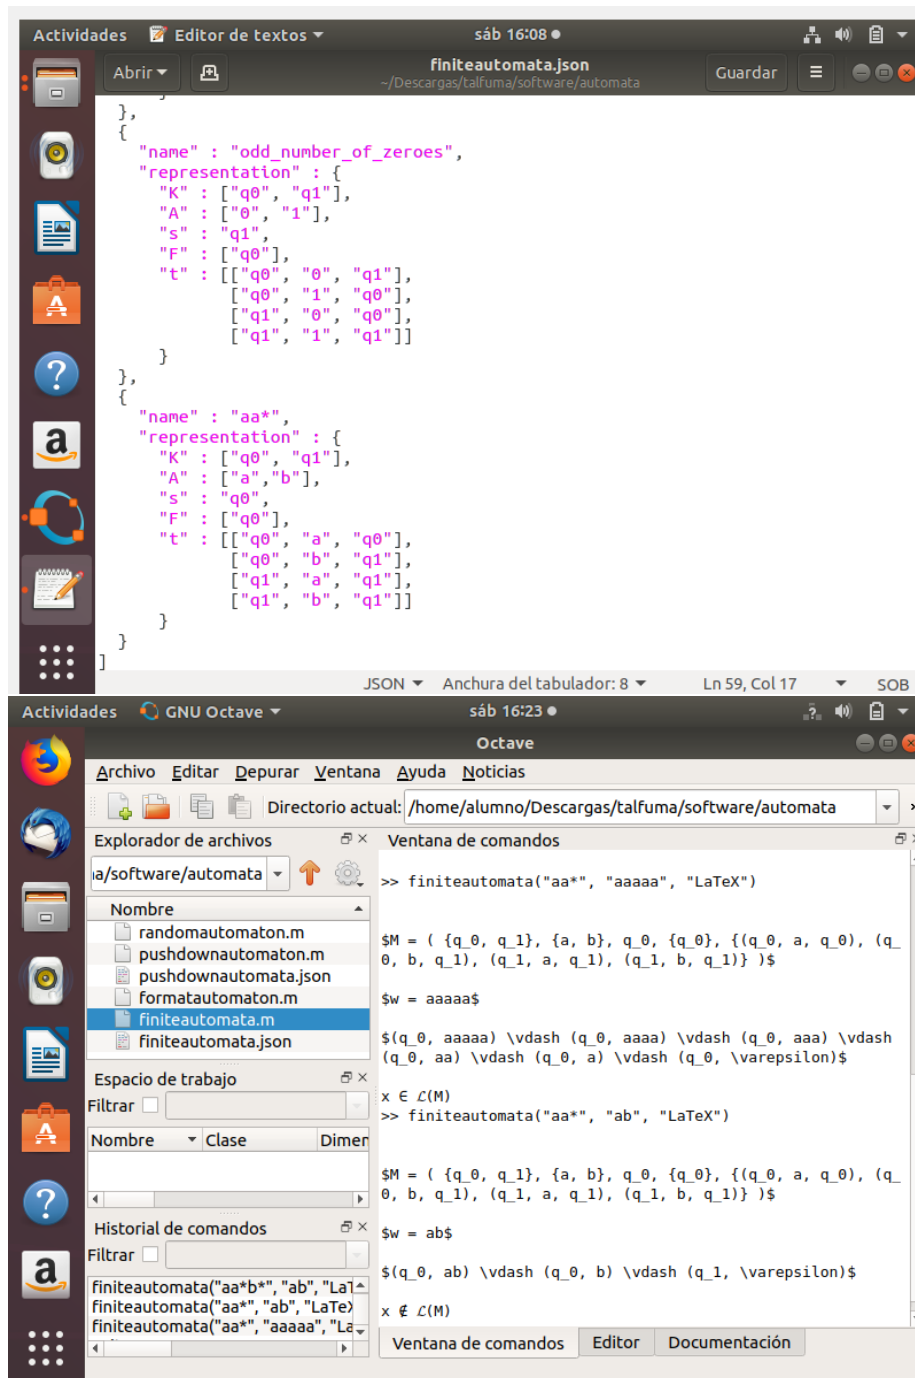 Actividades Editor de textos sáb 16:08
Abrir finiteautomata.json Guardar
~/Descargas/talfuma/software/automata
},
{
"name" : "odd_number_of_zeroes",
"representation" : {
"K" : ["q0", "q1"],
"A" : ["0", "1"],
"s" : "q1",
"F" : ["q0"],
"t" : [["q0", "0", "q1"],
["q0", "1", "q0"],
["q1", "0", "q0"],
["q1", "1", "q1"]]
}
},
{
"name" : "aa*",
"representation" : {
"K" : ["q0", "q1"],
"A" : ["a","b"],
"s" : "q0",
"F" : ["q0"],
"t" : [["q0", "a", "q0"],
["q0", "b", "q1"],
["q1", "a", "q1"],
["q1", "b", "q1"]]
}
}
]
JSON Anchura del tabulador: 8 Ln 59, Col 17 SOB
Actividades GNU Octave sáb 16:23
Octave
Archivo Editar Depurar Ventana Ayuda Noticias
Directorio actual: /home/alumno/Descargas/talfuma/software/automata
Explorador de archivos
a/software/automata
Nombre
randomautomaton.m
pushdownautomaton.m
pushdownautomata.json
formatautomaton.m
finiteautomata.m
finiteautomata.json
Espacio de trabajo
Filtrar
Nombre Clase Dimen
Historial de comandos
Filtrar
finiteautomata("aa*b*", "ab", "LaT
finiteautomata("aa*", "ab", "LaTeX
finiteautomata("aa*", "aaaaa", "La
Ventana de comandos
>> finiteautomata("aa*", "aaaaa", "LaTeX")
$M = ( {q_0, q_1}, {a, b}, q_0, {q_0}, {(q_0, a, q_0), (q_
0, b, q_1), (q_1, a, q_1), (q_1, b, q_1)} )$
$w = aaaaa$
$(q_0, aaaaa) \vdash (q_0, aaaa) \vdash (q_0, aaa) \vdash
(q_0, aa) \vdash (q_0, a) \vdash (q_0, \varepsilon)$
x ∈ ℒ(M)
>> finiteautomata("aa*", "ab", "LaTeX")
$M = ( {q_0, q_1}, {a, b}, q_0, {q_0}, {(q_0, a, q_0), (q_
0, b, q_1), (q_1, a, q_1), (q_1, b, q_1)} )$
$w = ab$
$(q_0, ab) \vdash (q_0, b) \vdash (q_1, \varepsilon)$
x ∉ ℒ(M)
Ventana de comandos Editor Documentación